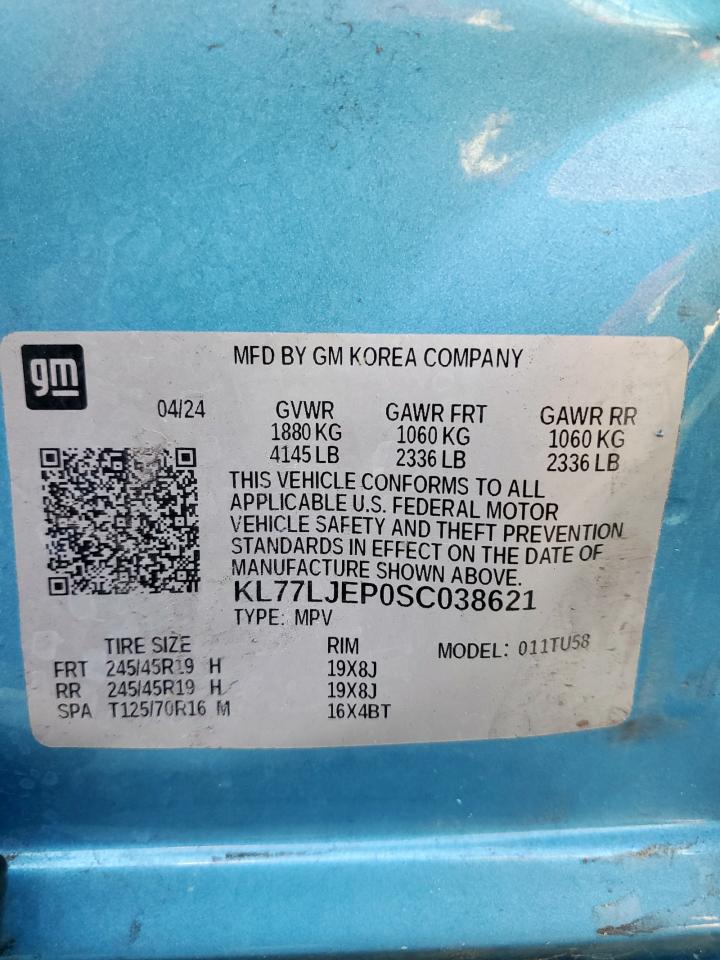 gm
MFD BY GM KOREA COMPANY
04/24
GVWR GAWR FRT GAWR RR
1880 KG 1060 KG 1060 KG
4145 LB 2336 LB 2336 LB
THIS VEHICLE CONFORMS TO ALL
APPLICABLE U.S. FEDERAL MOTOR
VEHICLE SAFETY AND THEFT PREVENTION
STANDARDS IN EFFECT ON THE DATE OF
MANUFACTURE SHOWN ABOVE.
KL77LJEP0SC038621
TYPE: MPV
TIRE SIZE RIM MODEL: 011TU58
FRT 245/45R19 H 19X8J
RR 245/45R19 H 19X8J
SPA T125/70R16 M 16X4BT